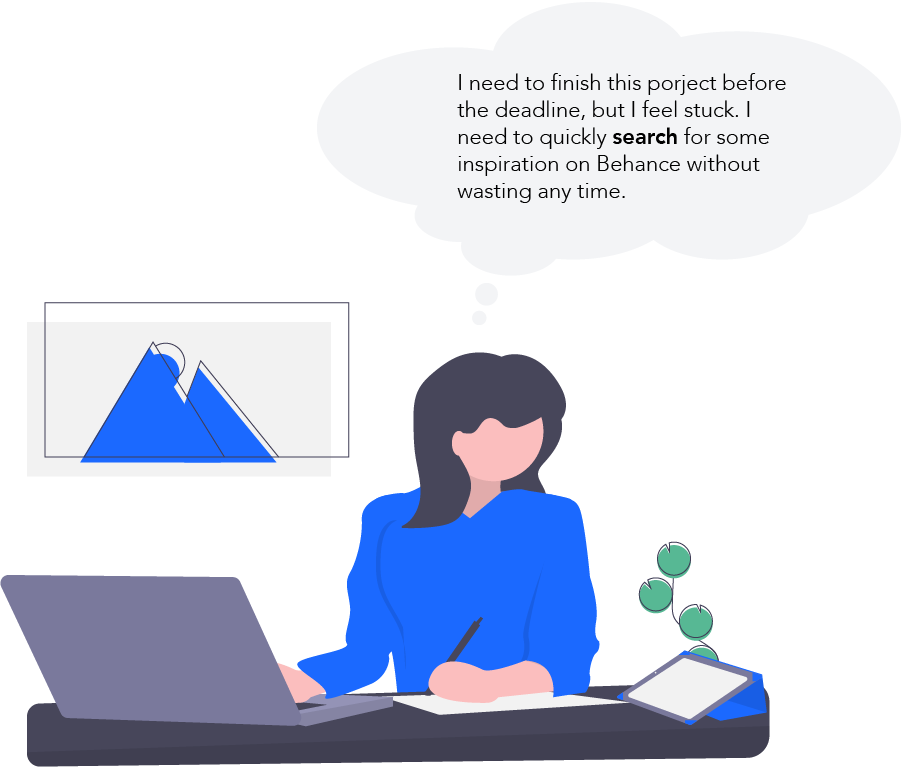 I need to finish this porject before
the deadline, but I feel stuck. I
need to quickly search for some
inspiration on Behance without
wasting any time.